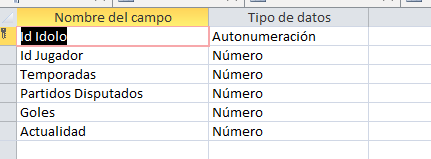 Nombre del campo Tipo de datos
Id Idolo Autonumeración
Id Jugador Número
Temporadas Número
Partidos Disputados Número
Goles Número
Actualidad Número